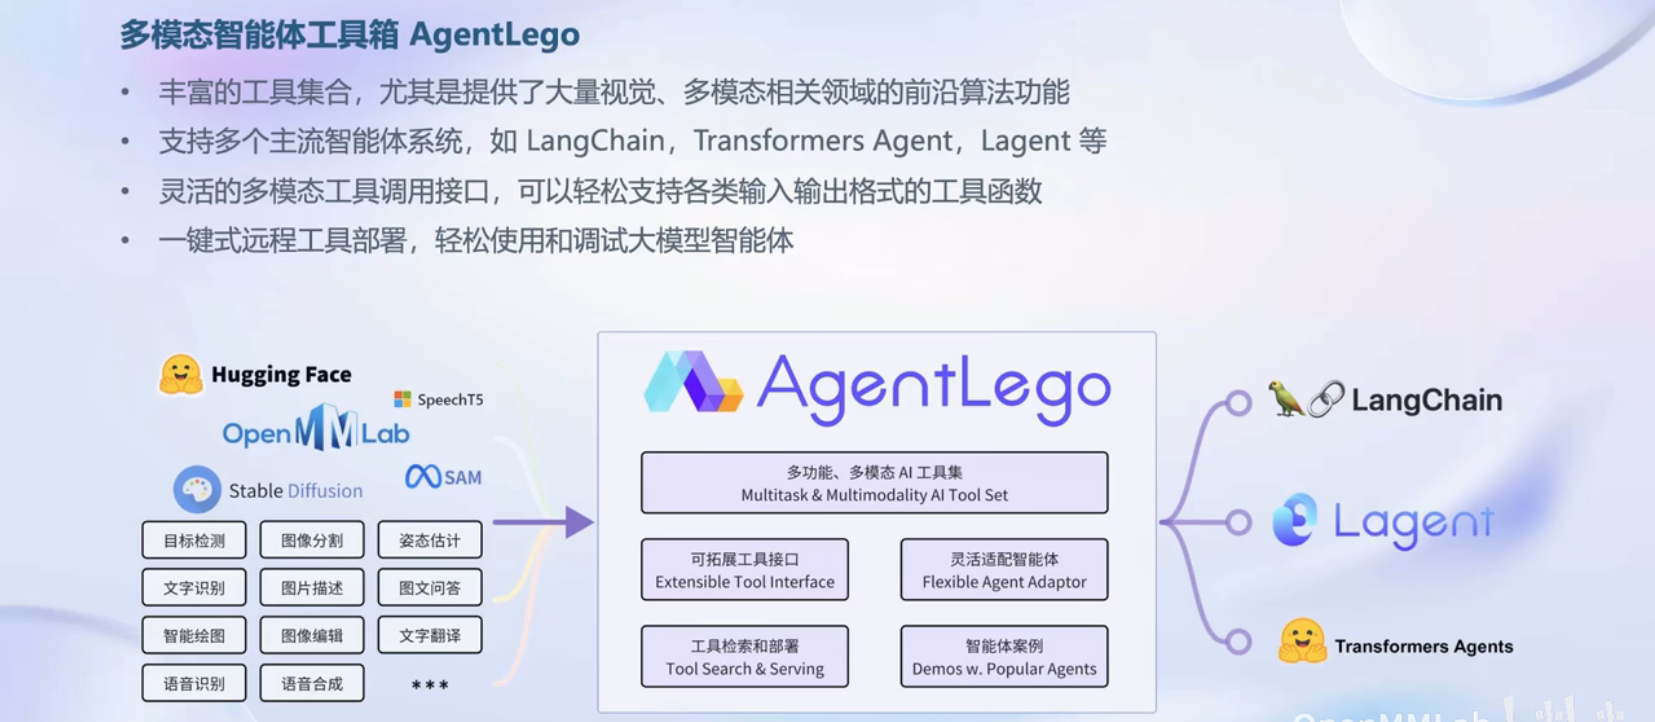 多模态智能体工具箱 AgentLego
• 丰富的工具集合，尤其是提供了大量视觉、多模态相关领域的前沿算法功能
• 支持多个主流智能体系统，如 LangChain，Transformers Agent，Lagent 等
• 灵活的多模态工具调用接口，可以轻松支持各类输入输出格式的工具函数
• 一键式远程工具部署，轻松使用和调试大模型智能体
Hugging Face
SpeechT5
OpenMMLab
Stable Diffusion
SAM
目标检测 图像分割 姿态估计
文字识别 图片描述 图文问答
智能绘图 图像编辑 文字翻译
语音识别 语音合成 ***
AgentLego
多功能、多模态 AI 工具集
Multitask & Multimodality AI Tool Set
可拓展工具接口
Extensible Tool Interface
灵活适配智能体
Flexible Agent Adaptor
工具检索和部署
Tool Search & Serving
智能体案例
Demos w. Popular Agents
LangChain
Lagent
Transformers Agents
OpenMMLab